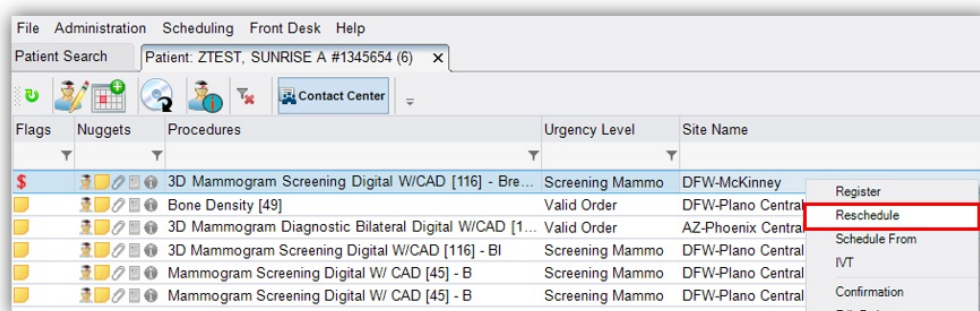 File Administration Scheduling Front Desk Help
Patient Search Patient: ZTEST, SUNRISE A #1345654 (6) x
Contact Center
Flags Nuggets Procedures Urgency Level Site Name
$ 3D Mammogram Screening Digital W/CAD [116] - Bre... Screening Mammo DFW-McKinney
Register
Bone Density [49] Valid Order DFW-Plano Central
Reschedule
3D Mammogram Diagnostic Bilateral Digital W/CAD [1... Valid Order AZ-Phoenix Centra
Schedule From
3D Mammogram Screening Digital W/CAD [116] - Bl Screening Mammo DFW-Plano Central
IVT
Mammogram Screening Digital W/ CAD [45] - B Screening Mammo DFW-Plano Central
Confirmation
Mammogram Screening Digital W/ CAD [45] - B Screening Mammo DFW-Plano Central